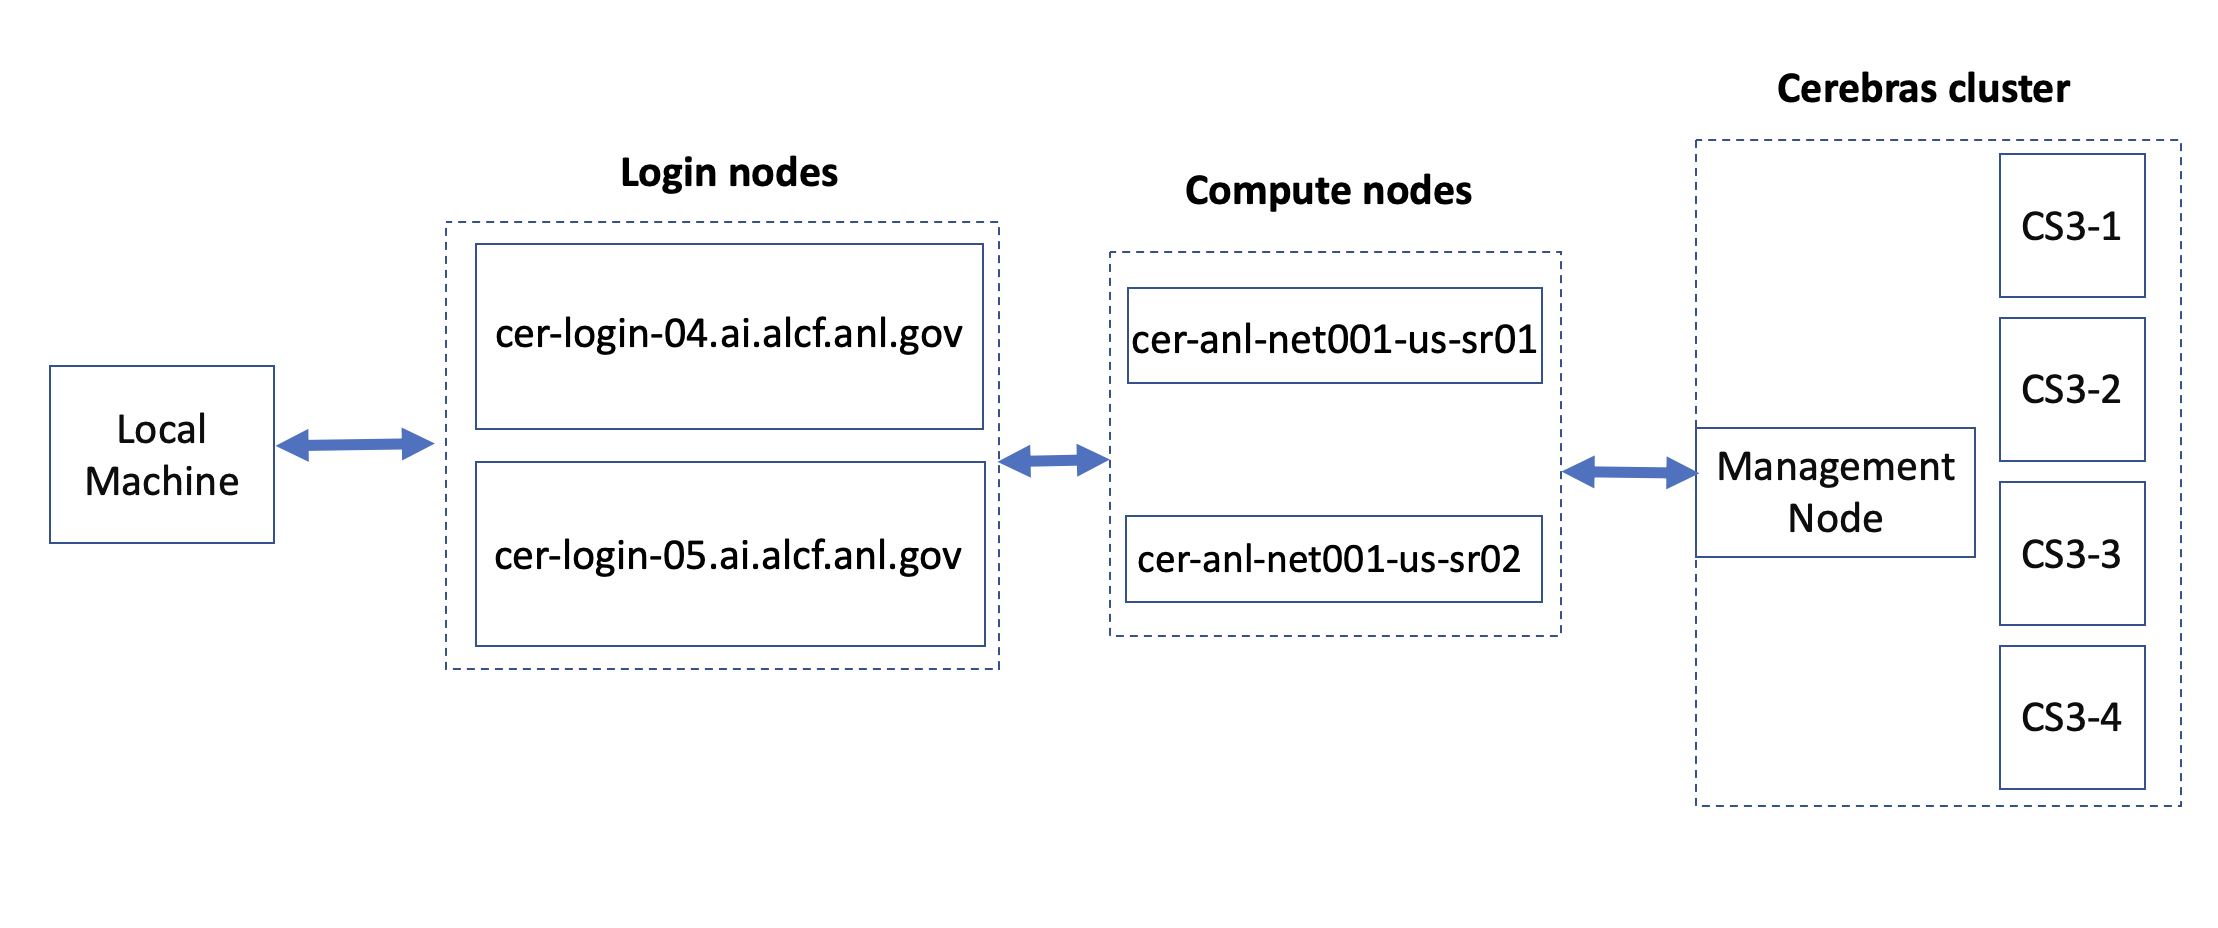 Local
Machine
Login nodes
cer-login-04.ai.alcf.anl.gov
cer-login-05.ai.alcf.anl.gov
Compute nodes
cer-anl-net001-us-sr01
cer-anl-net001-us-sr02
Cerebras cluster
Management
Node
CS3-1
CS3-2
CS3-3
CS3-4